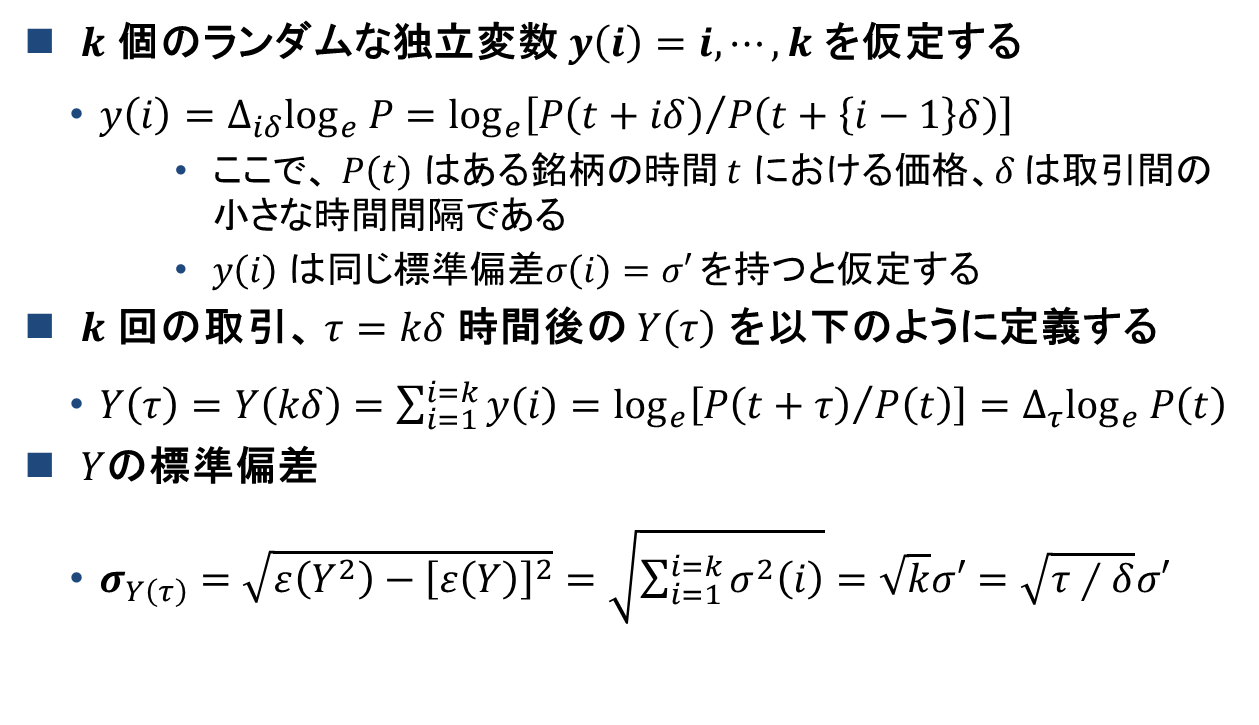 ■ k 個のランダムな独立変数 y(i) = i,⋯,k を仮定する
• y(i) = Δ_{iδ}log_e P = log_e[P(t + iδ)/P(t + {i − 1}δ)]
• ここで、P(t) はある銘柄の時間 t における価格、δ は取引間の
小さな時間間隔である
• y(i) は同じ標準偏差σ(i) = σ′を持つと仮定する
■ k 回の取引、τ = kδ 時間後の Y(τ) を以下のように定義する
• Y(τ) = Y(kδ) = ∑_{i=1}^{i=k} y(i) = log_e[P(t + τ)/P(t)] = Δ_τ log_e P(t)
■ Yの標準偏差
• σ_{Y(τ)} = √(ε(Y²) − [ε(Y)]²) = √(∑_{i=1}^{i=k} σ²(i)) = √k σ′ = √(τ / δ) σ′